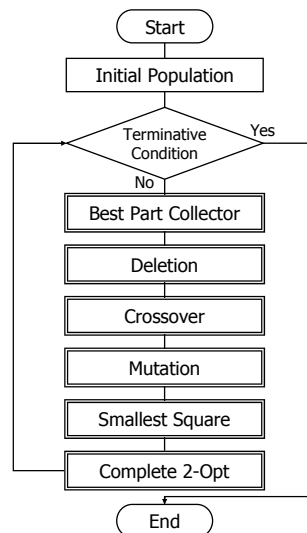 Start
Initial Population
Terminative
Condition
Yes
No
Best Part Collector
Deletion
Crossover
Mutation
Smallest Square
Complete 2-Opt
End